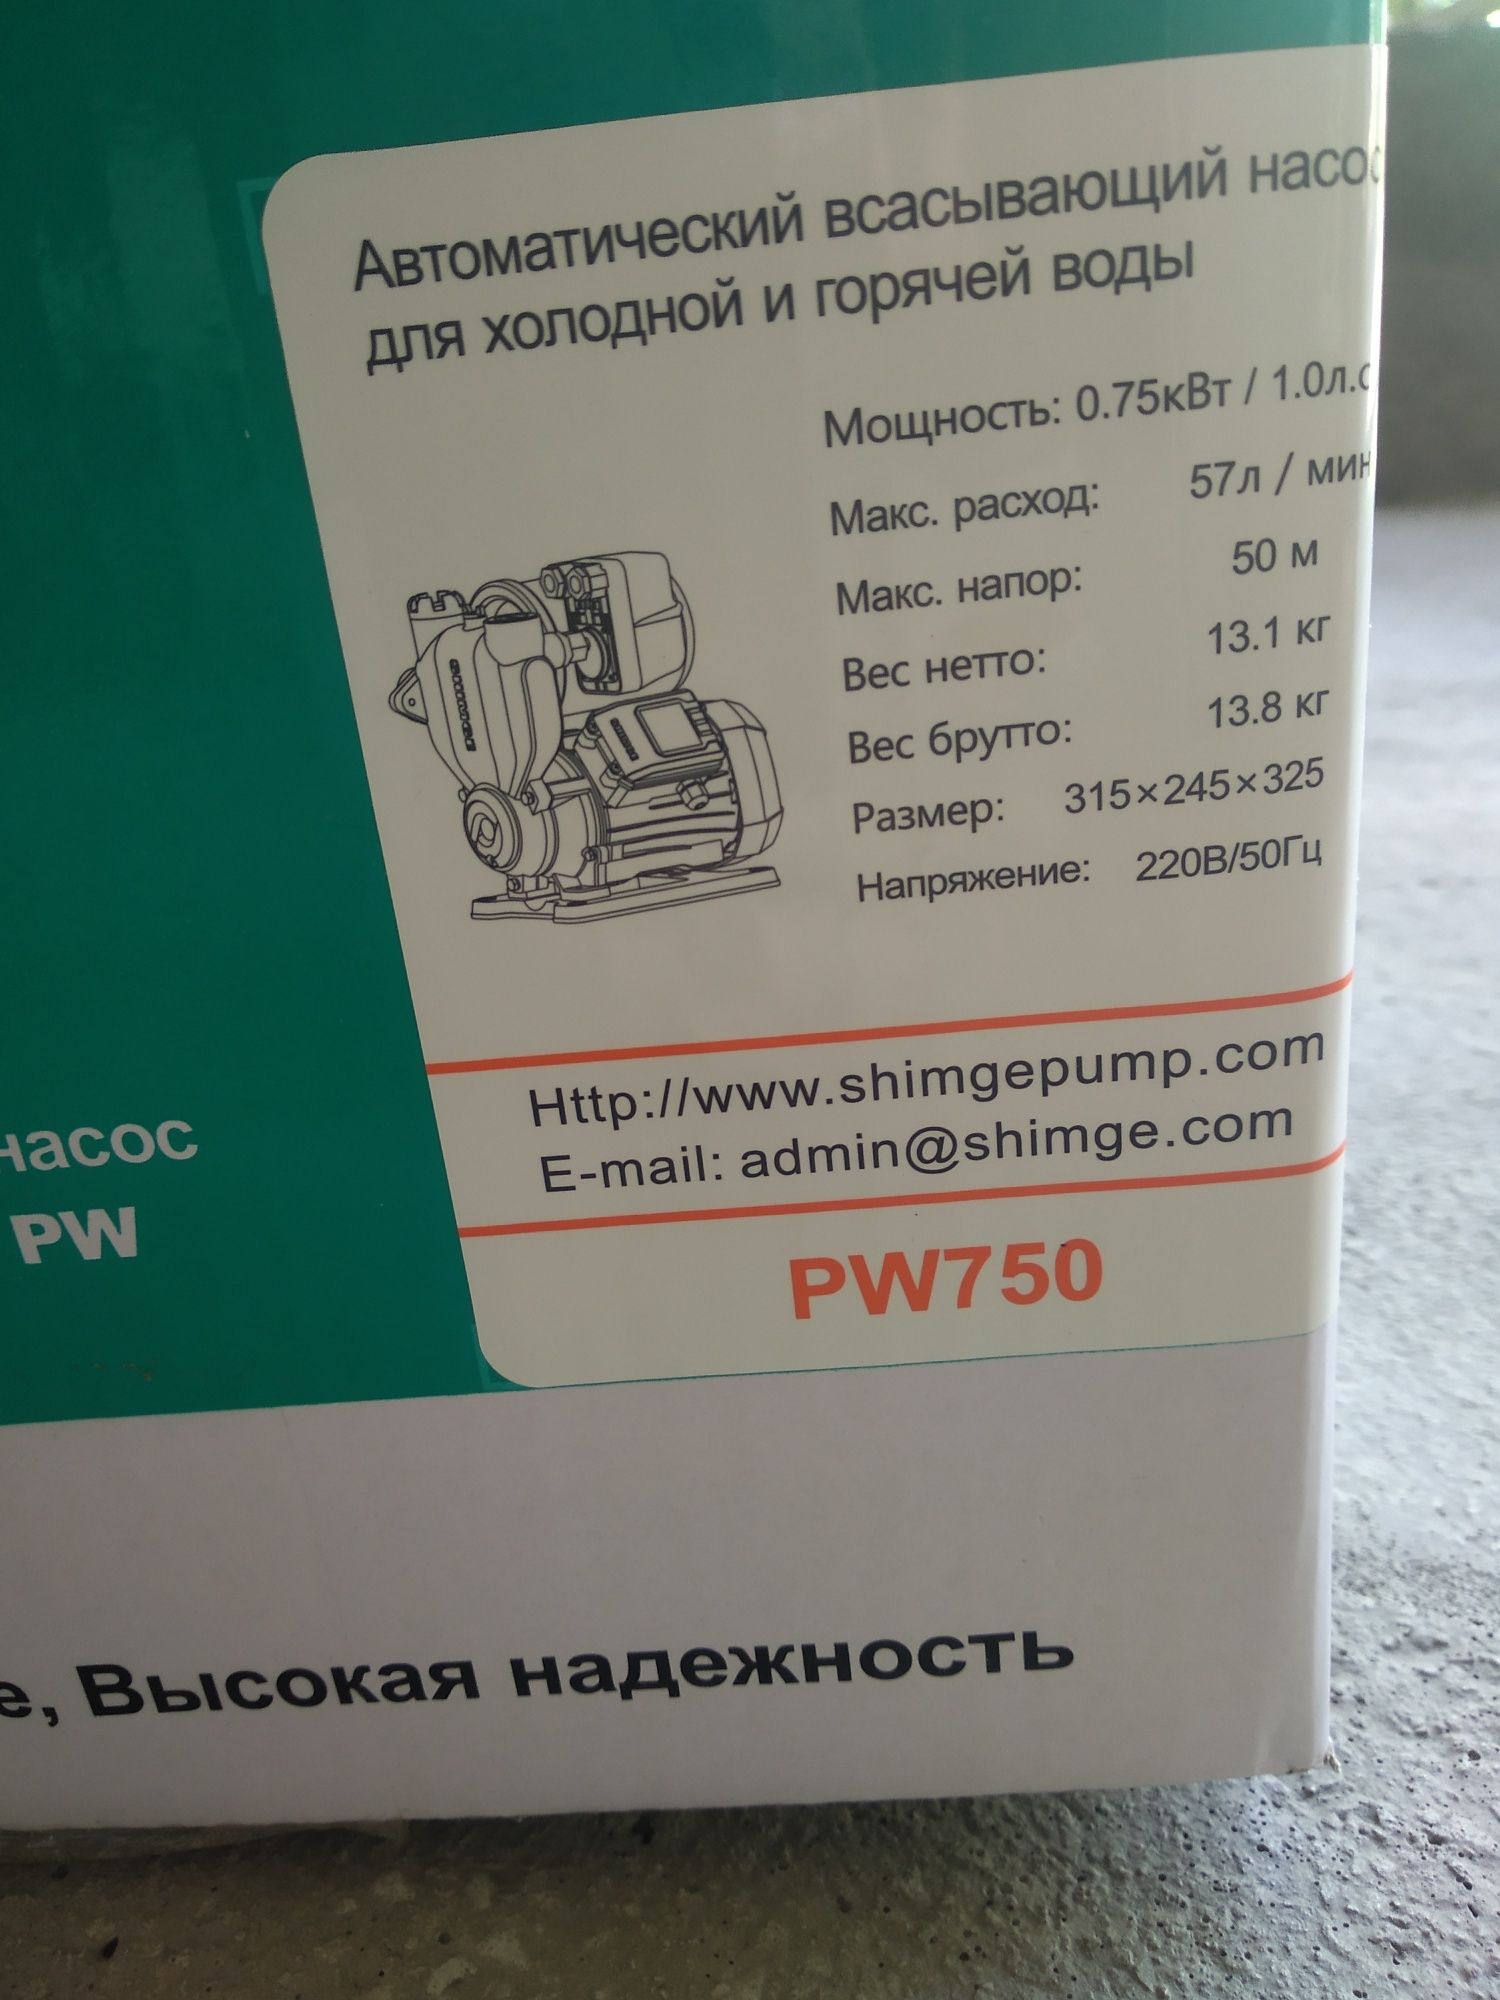 Автоматический всасывающий насос
для холодной и горячей воды
Мощность: 0.75кВт / 1.0л.с
Макс. расход: 57л / мин
Макс. напор: 50 м
Вес нетто: 13.1 кг
Вес брутто: 13.8 кг
Размер: 315×245×325
Напряжение: 220В/50Гц
Http://www.shimgepump.com
E-mail: admin@shimge.com
PW750
насос
PW
е, Высокая надежность